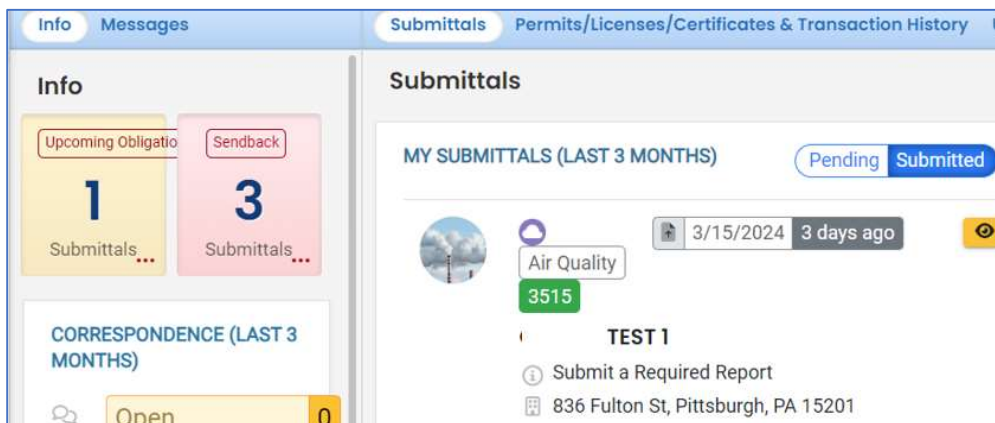 Info Messages
Submittals Permits/Licenses/Certificates & Transaction History
Info
Upcoming Obligatio
1
Submittals...
Sendback
3
Submittals...
CORRESPONDENCE (LAST 3
MONTHS)
Open 0
Submittals
MY SUBMITTALS (LAST 3 MONTHS) Pending Submitted
3/15/2024 3 days ago
Air Quality
3515
TEST 1
Submit a Required Report
836 Fulton St, Pittsburgh, PA 15201